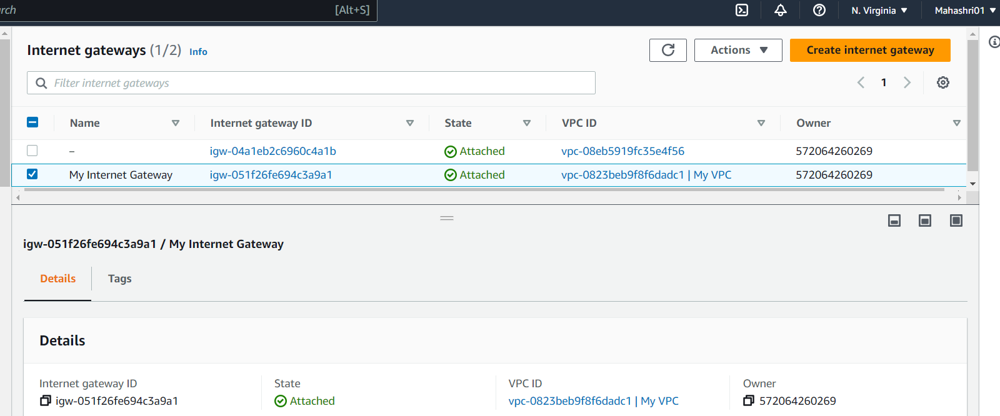 rch [Alt+S] N. Virginia Mahashri01
Internet gateways (1/2) Info Actions Create internet gateway
Filter internet gateways 1
Name Internet gateway ID State VPC ID Owner
– igw-04a1eb2c6960c4a1b Attached vpc-08eb5919fc35e4f56 572064260269
My Internet Gateway igw-051f26fe694c3a9a1 Attached vpc-0823beb9f8f6dadc1 | My VPC 572064260269
igw-051f26fe694c3a9a1 / My Internet Gateway
Details Tags
Details
Internet gateway ID State VPC ID Owner
igw-051f26fe694c3a9a1 Attached vpc-0823beb9f8f6dadc1 | My VPC 572064260269